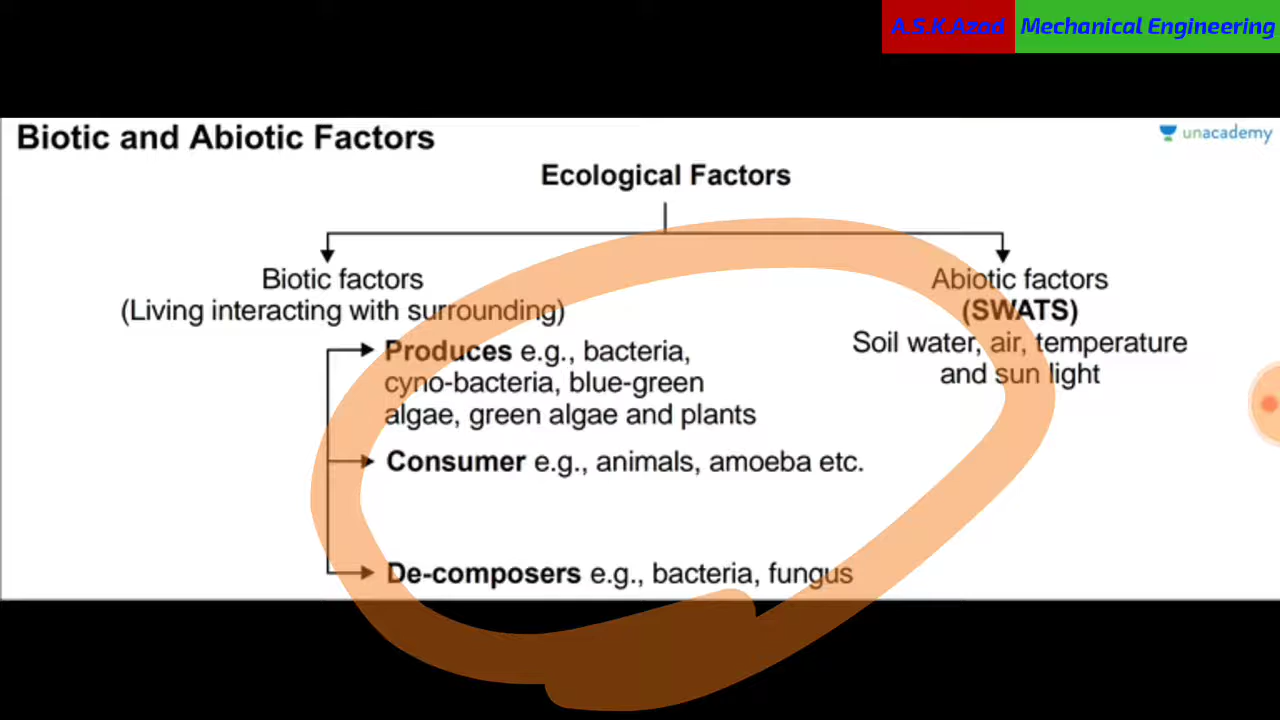 A.S.K.Azad Mechanical Engineering
Biotic and Abiotic Factors
unacademy
Ecological Factors
Biotic factors
(Living interacting with surrounding)
Produces e.g., bacteria,
cyno-bacteria, blue-green
algae, green algae and plants
Consumer e.g., animals, amoeba etc.
De-composers e.g., bacteria, fungus
Abiotic factors
(SWATS)
Soil water, air, temperature
and sun light